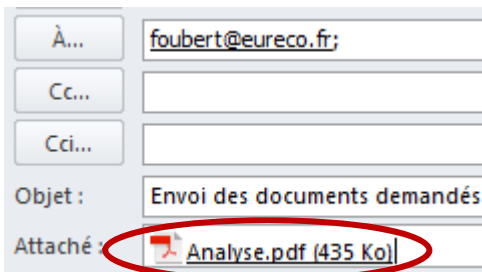 À... foubert@eureco.fr;
Cc...
Cci...
Objet : Envoi des documents demandés
Attaché : Analyse.pdf (435 Ko)